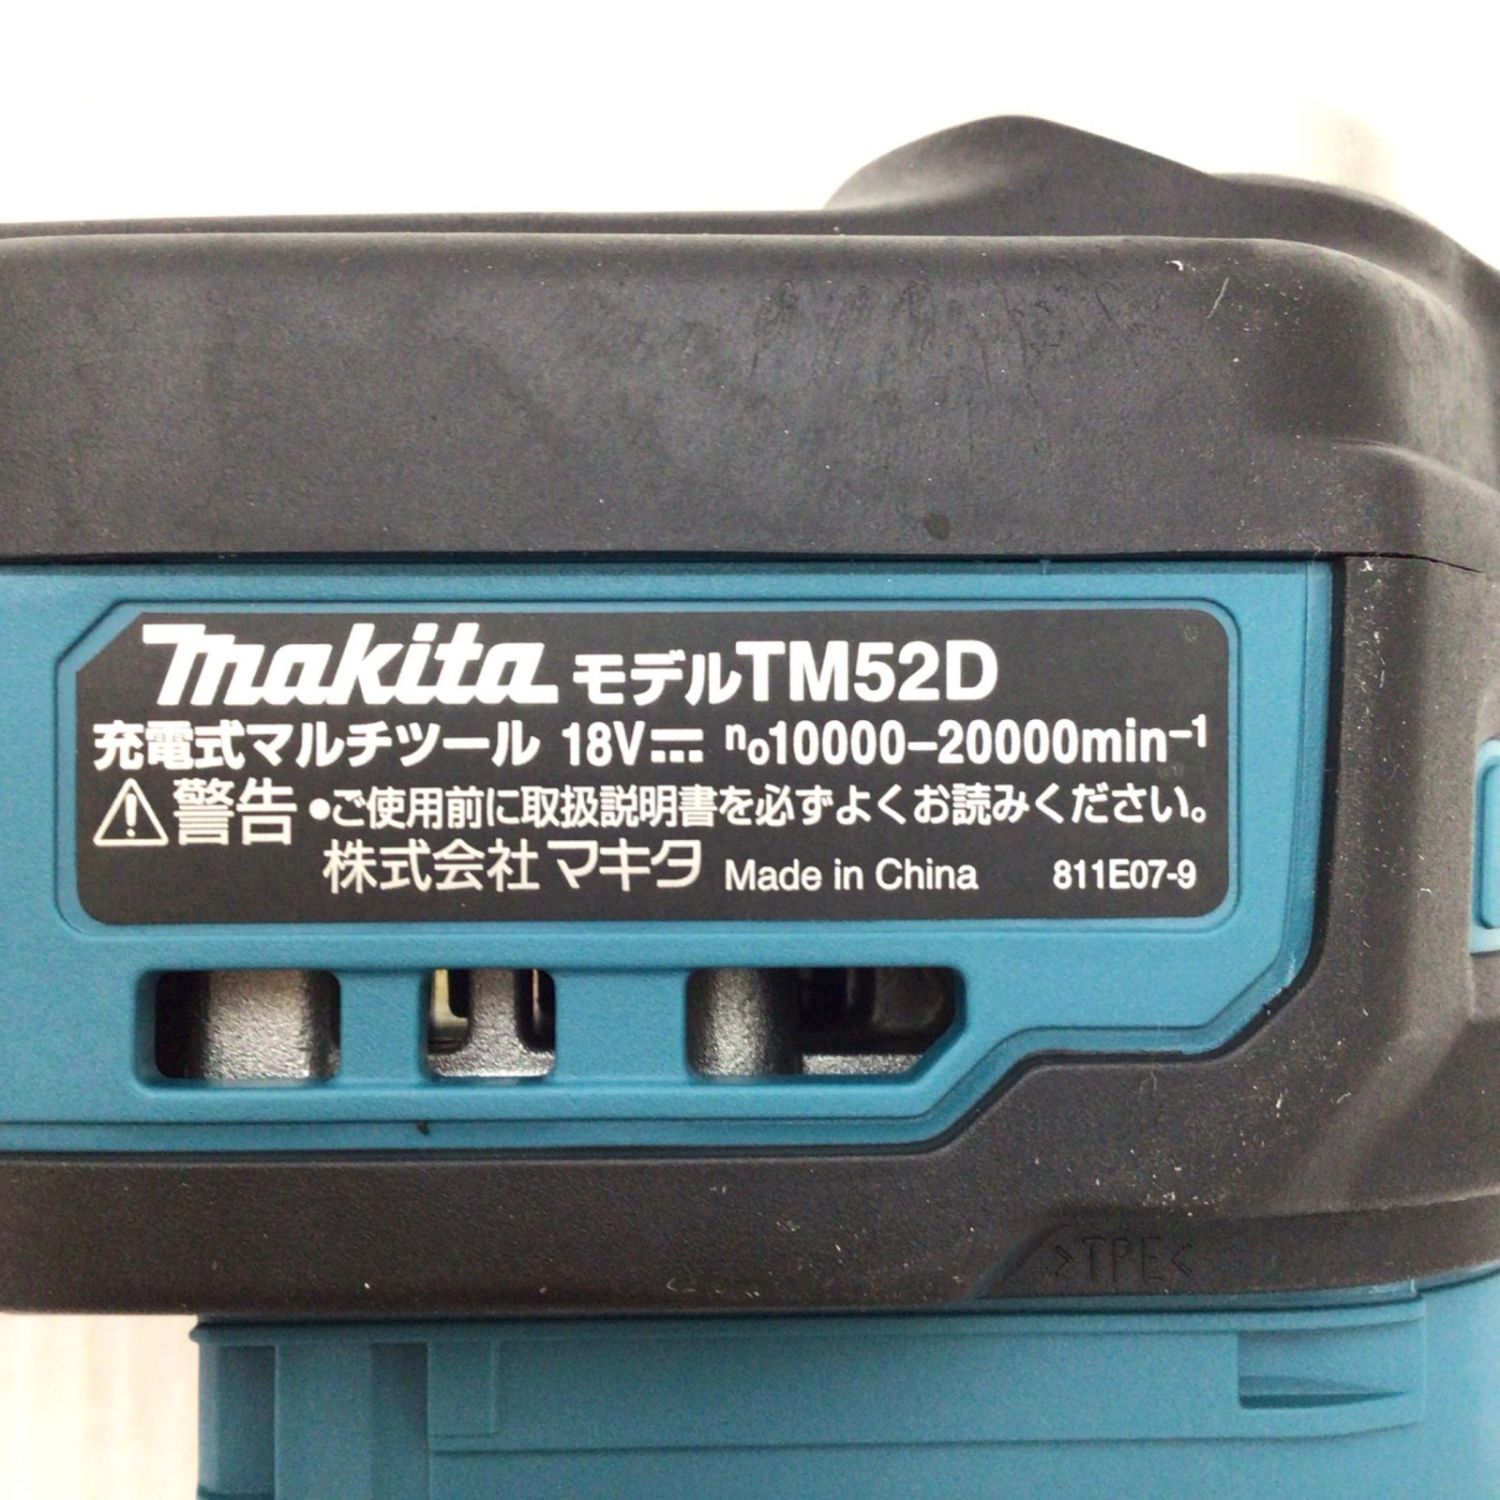 makita モデルTM52D
充電式マルチツール 18V⎓ n₀10000−20000min⁻¹
⚠警告 •ご使用前に取扱説明書を必ずよくお読みください。
株式会社マキタ Made in China 811E07-9
>TPE<